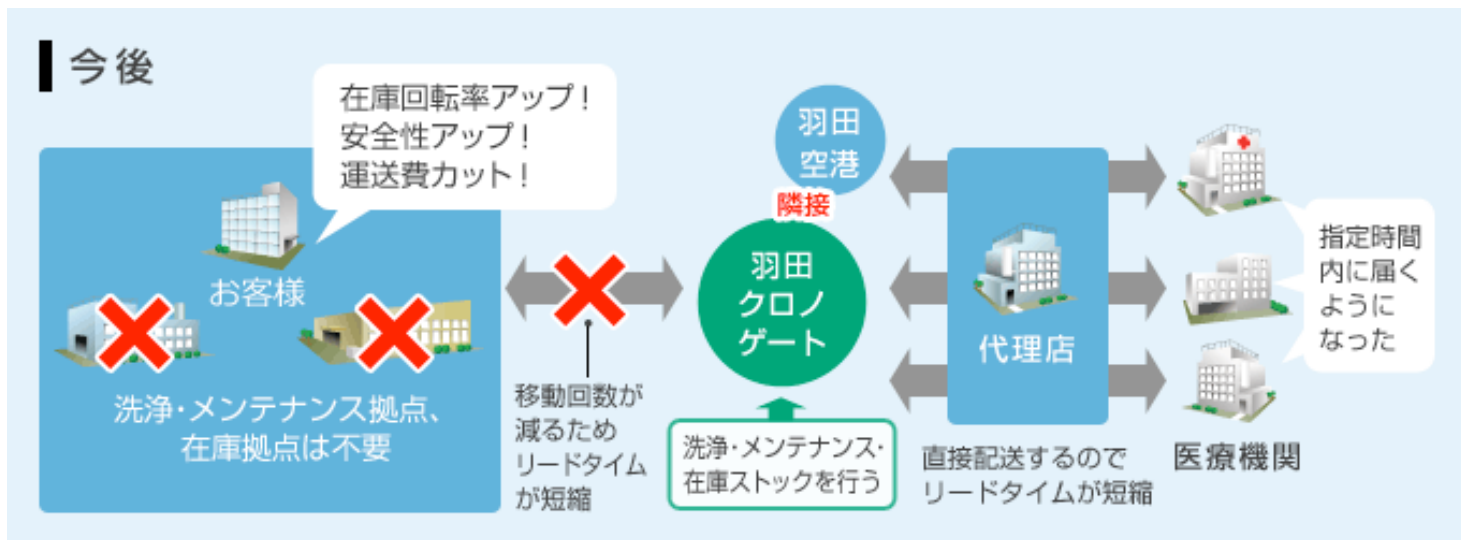 今後
在庫回転率アップ！
安全性アップ！
運送費カット！
お客様
洗浄・メンテナンス拠点、
在庫拠点は不要
移動回数が
減るため
リードタイム
が短縮
羽田
空港
隣接
羽田
クロノ
ゲート
洗浄・メンテナンス・
在庫ストックを行う
代理店
直接配送するので
リードタイムが短縮
医療機関
指定時間
内に届く
ように
なった